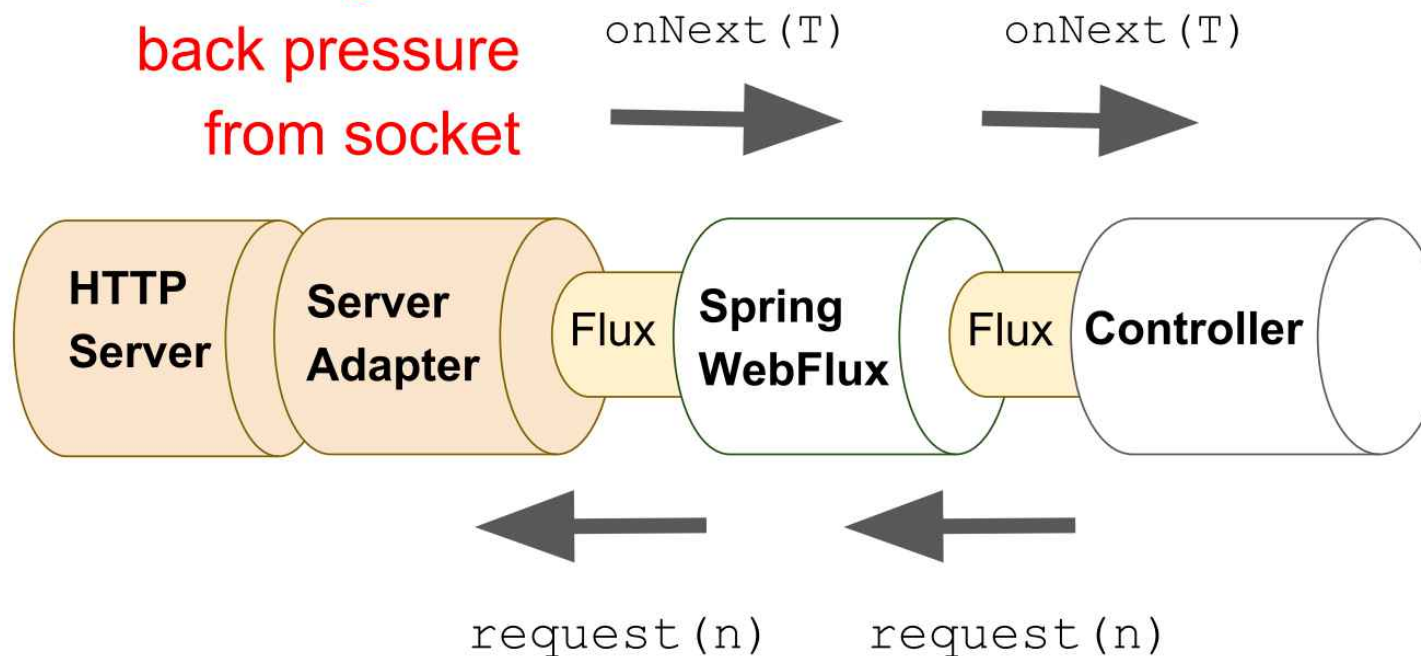 back pressure
from socket
onNext(T)
onNext(T)
HTTP
Server
Server
Adapter
Flux
Spring
WebFlux
Flux
Controller
request(n)
request(n)